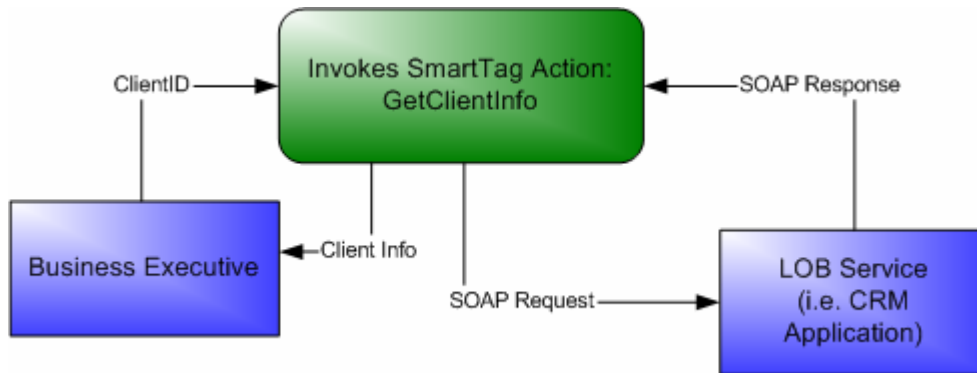 Invokes SmartTag Action:
GetClientInfo
ClientID
SOAP Response
Business Executive
Client Info
SOAP Request
LOB Service
(i.e. CRM
Application)